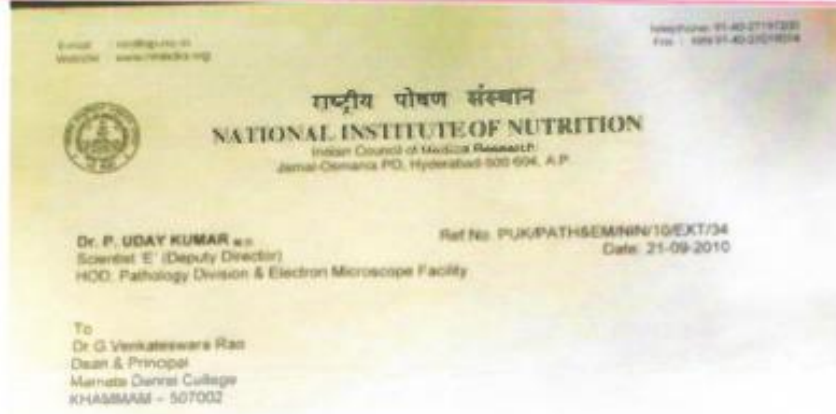 राष्ट्रीय पोषण संस्थान
NATIONAL INSTITUTE OF NUTRITION
Indian Council of Medical Research
Jamai-Osmania PO, Hyderabad-500 604, A.P.
Dr. P. UDAY KUMAR M.D. Ref No. PUK/PATH&EM/NIN/10/EXT/34
Scientist 'E' (Deputy Director) Date: 21-09-2010
HOD: Pathology Division & Electron Microscope Facility
To
Dr G Venkateswara Rao
Dean & Principal
Mamata Dental College
KHAMMAM - 507002